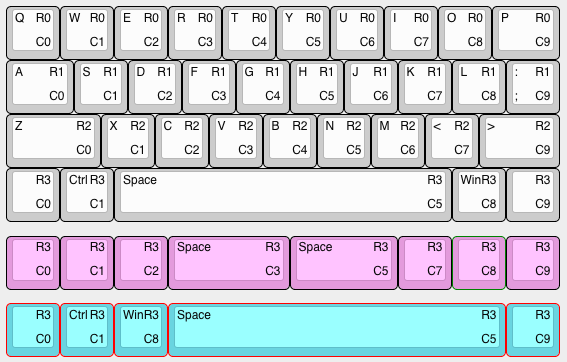 Q R0 W R0 E R0 R R0 T R0 Y R0 U R0 I R0 O R0 P R0
C0 C1 C2 C3 C4 C5 C6 C7 C8 C9
A R1 S R1 D R1 F R1 G R1 H R1 J R1 K R1 L R1 : R1
C0 C1 C2 C3 C4 C5 C6 C7 C8 ; C9
Z R2 X R2 C R2 V R2 B R2 N R2 M R2 < R2 > R2
C0 C1 C2 C3 C4 C5 C6 C7 C9
R3 Ctrl R3 Space R3 Win R3 R3
C0 C1 C5 C8 C9
R3 R3 R3 Space R3 Space R3 R3 R3 R3
C0 C1 C2 C3 C5 C7 C8 C9
R3 Ctrl R3 Win R3 Space R3 R3
C0 C1 C8 C5 C9